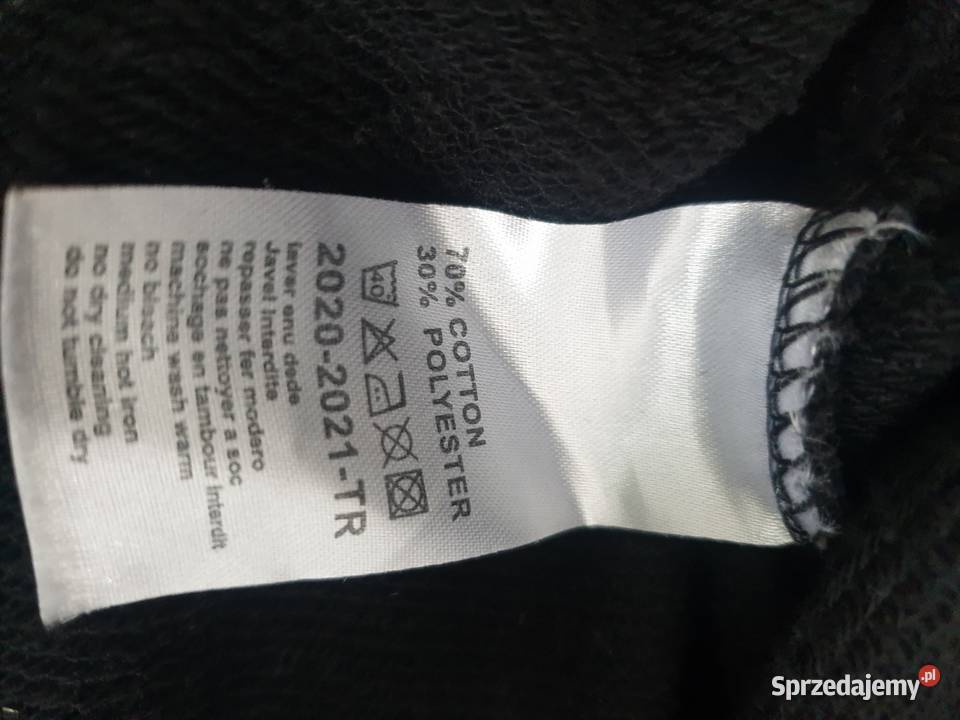 70% COTTON
30% POLYESTER
40
2020-2021-TR
laver eru dede
Javel Interdite
repasser fer modero
ne pas nettoyer a soc
sochage en tambour Interdit
machine wash warm
no bleach
medium hot iron
no dry cleaning
do not tumble dry
Sprzedajemy.pl